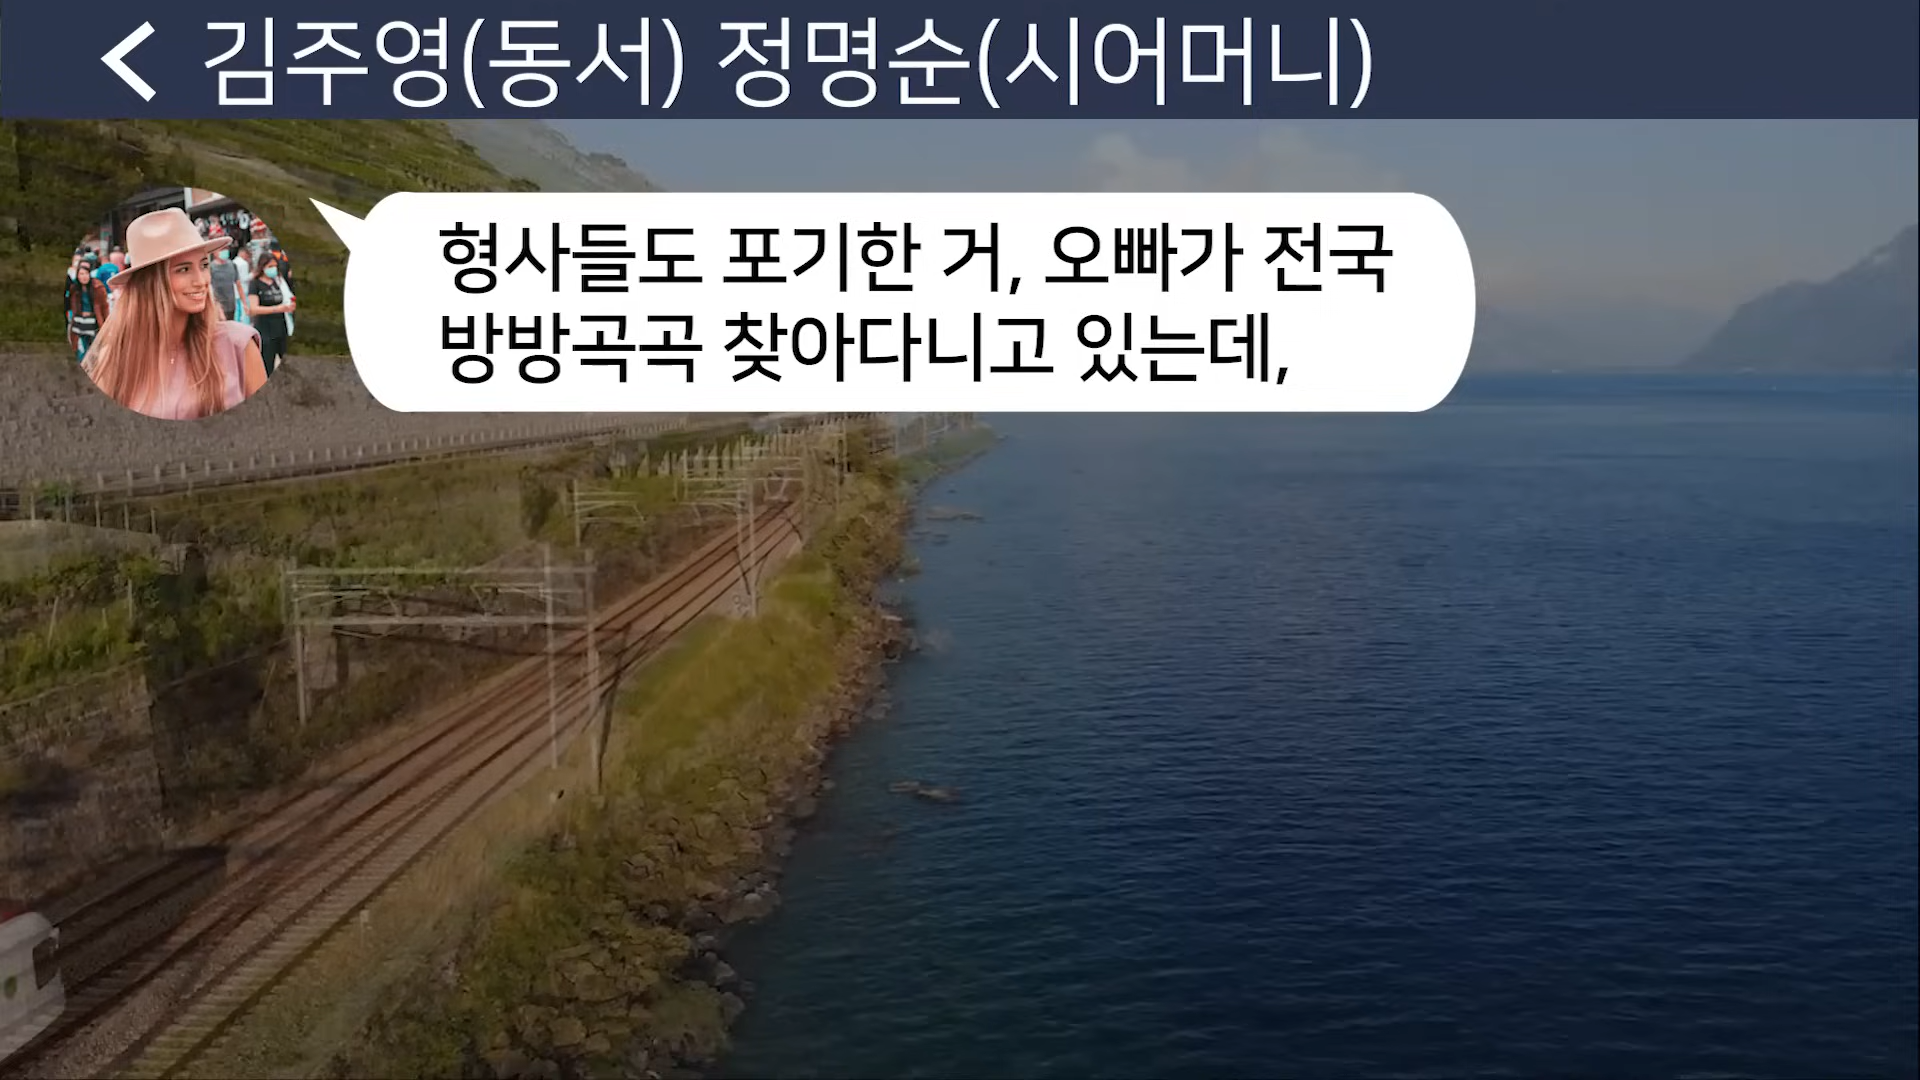 김주영(동서) 정명순(시어머니)
형사들도 포기한 거, 오빠가 전국
방방곡곡 찾아다니고 있는데,